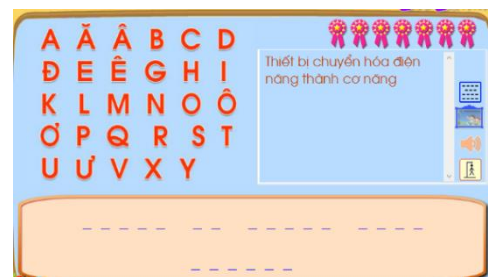 A Ă Â B C D
Đ E Ê G H I
K L M N O Ô
Ơ P Q R S T
U Ư V X Y
Thiết bị chuyển hóa điện
năng thành cơ năng
_ _ _ _ _ _ _ _ _ _ _ _ _ _ _ _
_ _ _ _ _ _